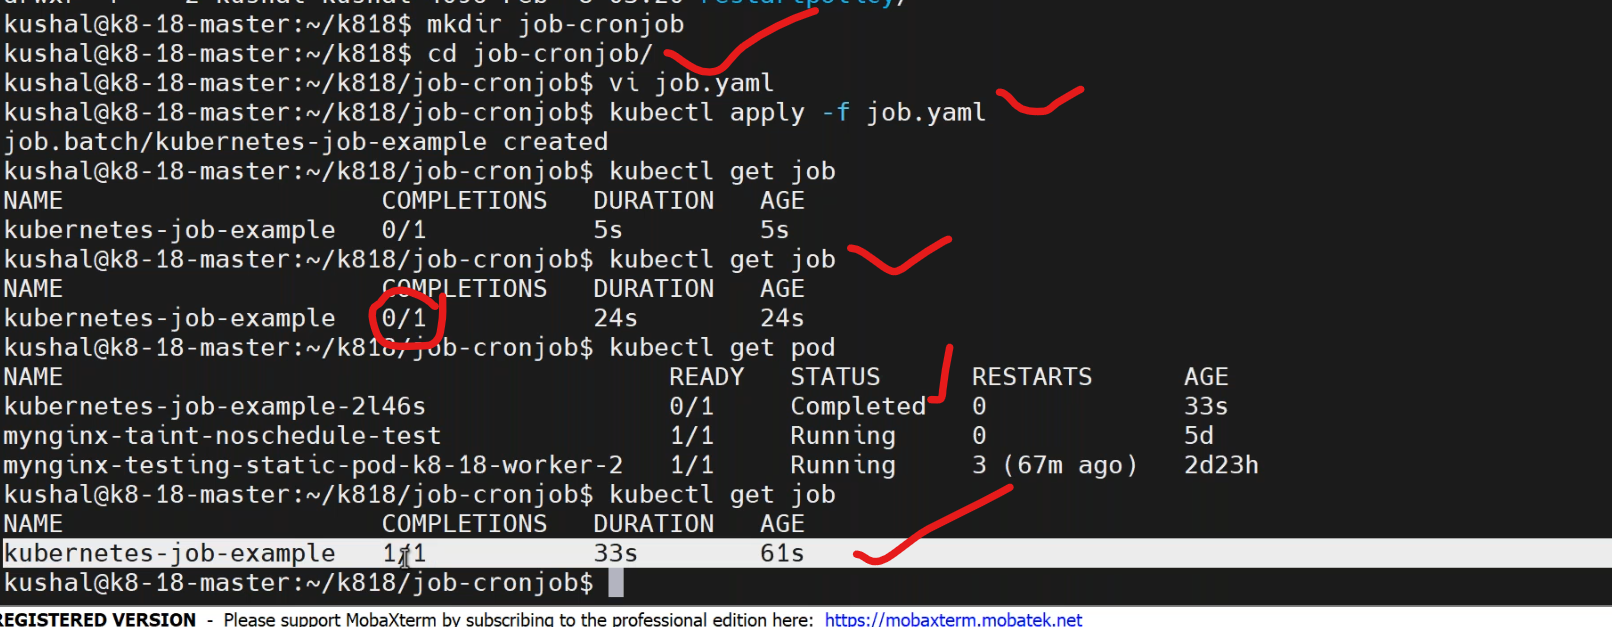 kushal@k8-18-master:~/k818$ mkdir job-cronjob
kushal@k8-18-master:~/k818$ cd job-cronjob/
kushal@k8-18-master:~/k818/job-cronjob$ vi job.yaml
kushal@k8-18-master:~/k818/job-cronjob$ kubectl apply -f job.yaml
job.batch/kubernetes-job-example created
kushal@k8-18-master:~/k818/job-cronjob$ kubectl get job
NAME COMPLETIONS DURATION AGE
kubernetes-job-example 0/1 5s 5s
kushal@k8-18-master:~/k818/job-cronjob$ kubectl get job
NAME COMPLETIONS DURATION AGE
kubernetes-job-example 0/1 24s 24s
kushal@k8-18-master:~/k818/job-cronjob$ kubectl get pod
NAME READY STATUS RESTARTS AGE
kubernetes-job-example-2l46s 0/1 Completed 0 33s
mynginx-taint-noschedule-test 1/1 Running 0 5d
mynginx-testing-static-pod-k8-18-worker-2 1/1 Running 3 (67m ago) 2d23h
kushal@k8-18-master:~/k818/job-cronjob$ kubectl get job
NAME COMPLETIONS DURATION AGE
kubernetes-job-example 1/1 33s 61s
kushal@k8-18-master:~/k818/job-cronjob$
REGISTERED VERSION - Please support MobaXterm by subscribing to the professional edition here: https://mobaxterm.mobatek.net